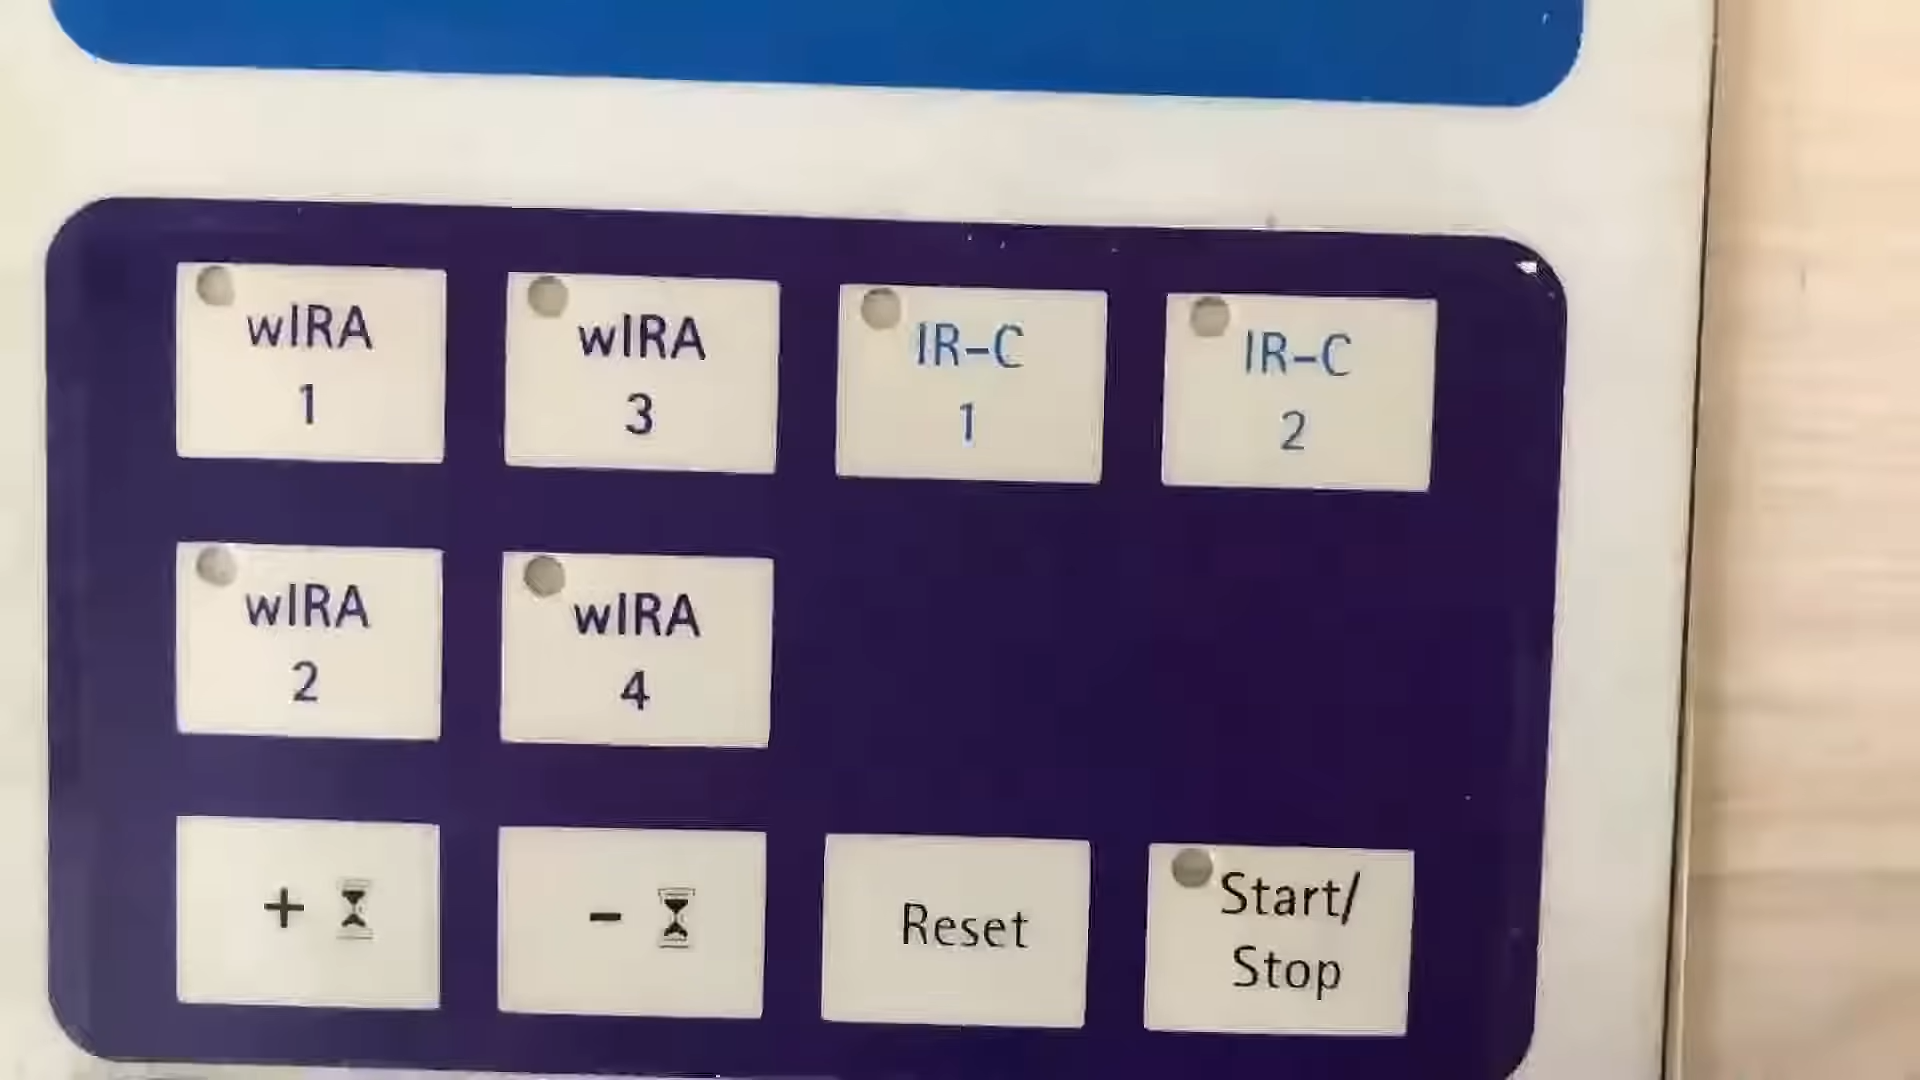 wIRA
1
wIRA
3
IR-C
1
IR-C
2
wIRA
2
wIRA
4
+ ⌛
- ⌛
Reset
Start/
Stop